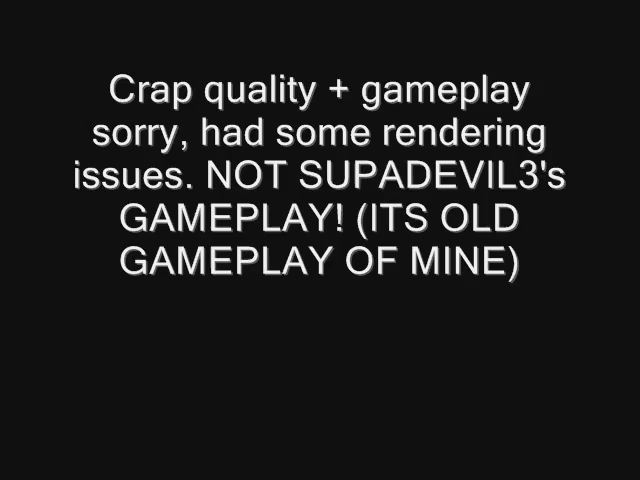 Crap quality + gameplay
sorry, had some rendering
issues. NOT SUPADEVIL3's
GAMEPLAY! (ITS OLD
GAMEPLAY OF MINE)